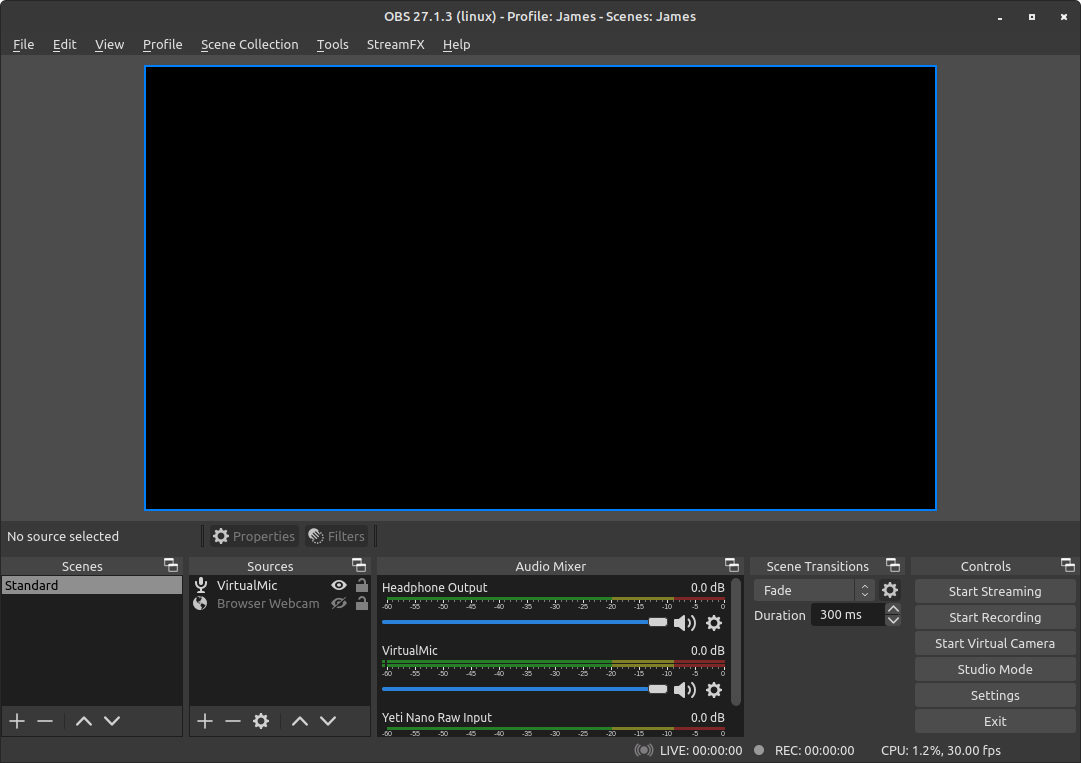 OBS 27.1.3 (linux) - Profile: James - Scenes: James
File Edit View Profile Scene Collection Tools StreamFX Help
No source selected Properties Filters
Scenes
Standard
Sources
VirtualMic
Browser Webcam
Audio Mixer
Headphone Output 0.0 dB
-60 -55 -50 -45 -40 -35 -30 -25 -20 -15 -10 -5 0
VirtualMic 0.0 dB
-60 -55 -50 -45 -40 -35 -30 -25 -20 -15 -10 -5 0
Yeti Nano Raw Input 0.0 dB
-60 -55 -50 -45 -40 -35 -30 -25 -20 -15 -10 -5 0
Scene Transitions
Fade
Duration 300 ms
Controls
Start Streaming
Start Recording
Start Virtual Camera
Studio Mode
Settings
Exit
LIVE: 00:00:00 REC: 00:00:00 CPU: 1.2%, 30.00 fps